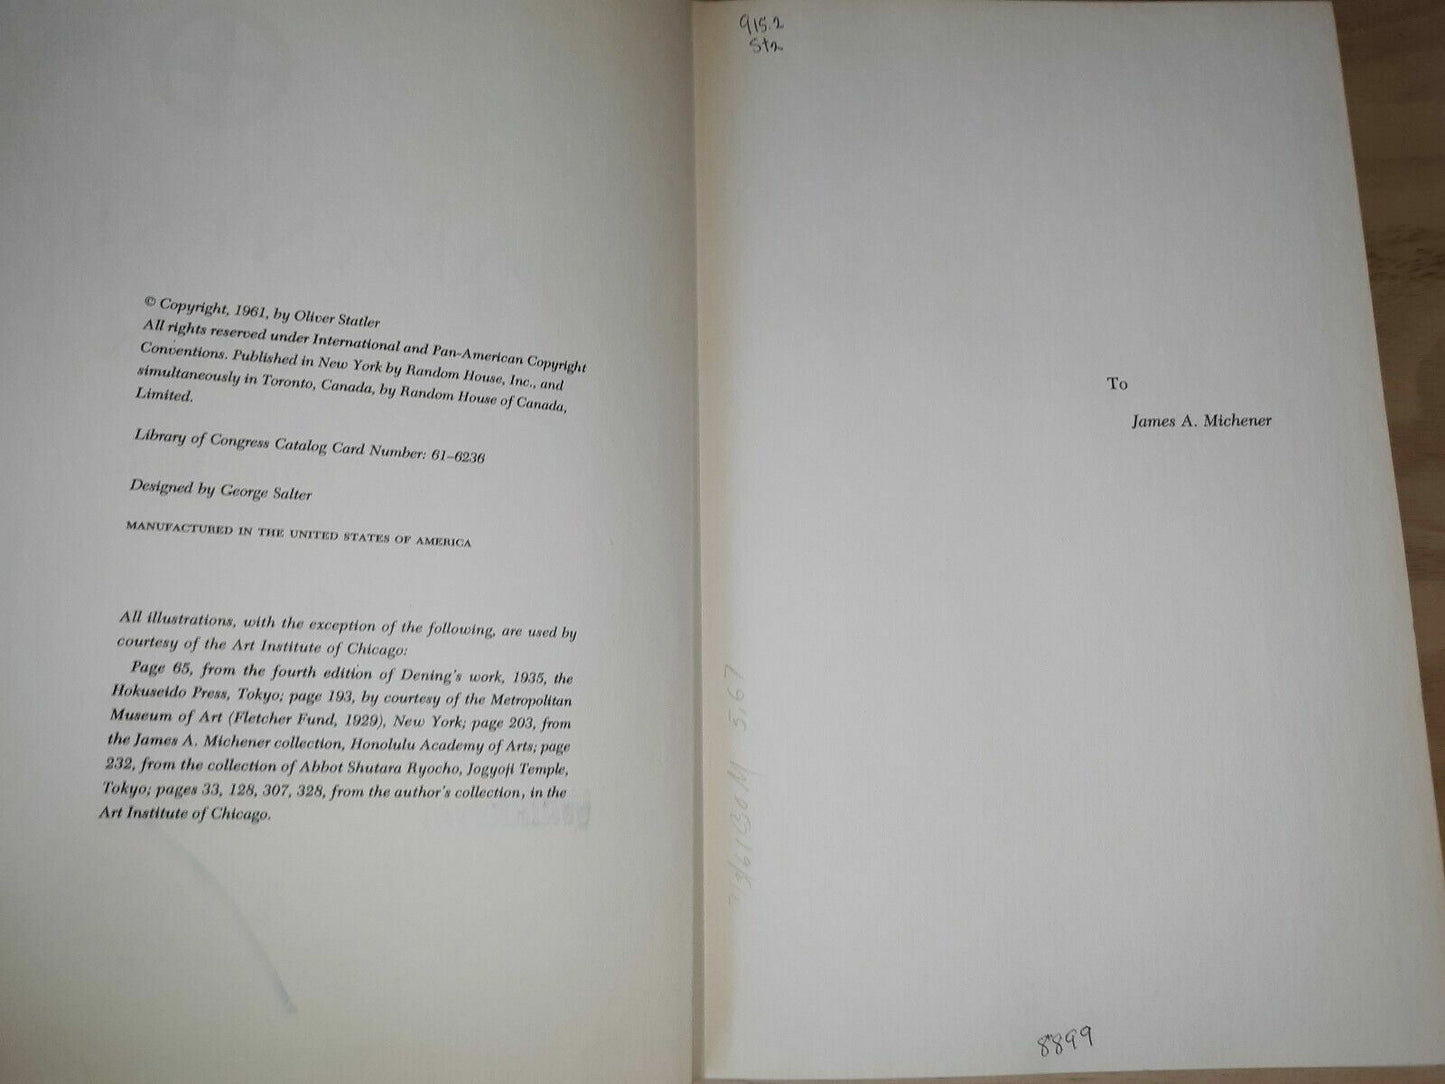 © Copyright, 1961, by Oliver Statler
All rights reserved under International and Pan-American Copyright
Conventions. Published in New York by Random House, Inc., and
simultaneously in Toronto, Canada, by Random House of Canada,
Limited.
Library of Congress Catalog Card Number: 61–6236
Designed by George Salter
MANUFACTURED IN THE UNITED STATES OF AMERICA
All illustrations, with the exception of the following, are used by
courtesy of the Art Institute of Chicago:
Page 65, from the fourth edition of Dening's work, 1935, the
Hokuseido Press, Tokyo; page 193, by courtesy of the Metropolitan
Museum of Art (Fletcher Fund, 1929), New York; page 203, from
the James A. Michener collection, Honolulu Academy of Arts; page
232, from the collection of Abbot Shutara Ryocho, Jogyoji Temple,
Tokyo; pages 33, 128, 307, 328, from the author's collection, in the
Art Institute of Chicago.
915.2
St2
To
James A. Michener
5.67
8899